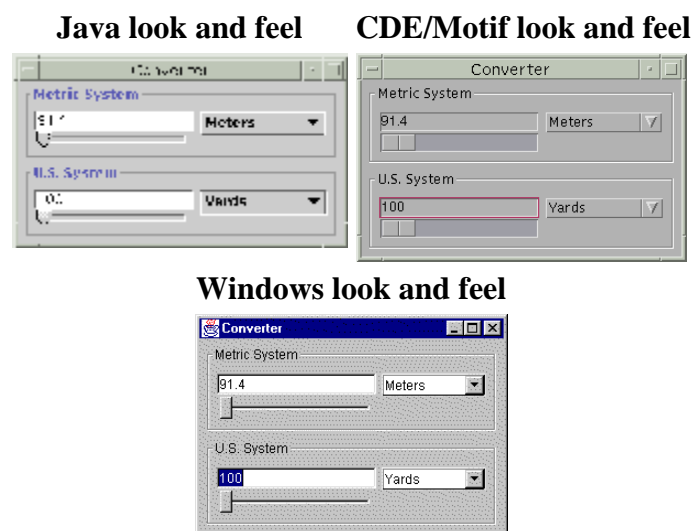 Java look and feel
CDE/Motif look and feel
Metric System
Meters
U.S. System
Yards
Converter
Metric System
91.4
Meters
U.S. System
100
Yards
Windows look and feel
Converter
Metric System
91.4
Meters
U.S. System
100
Yards